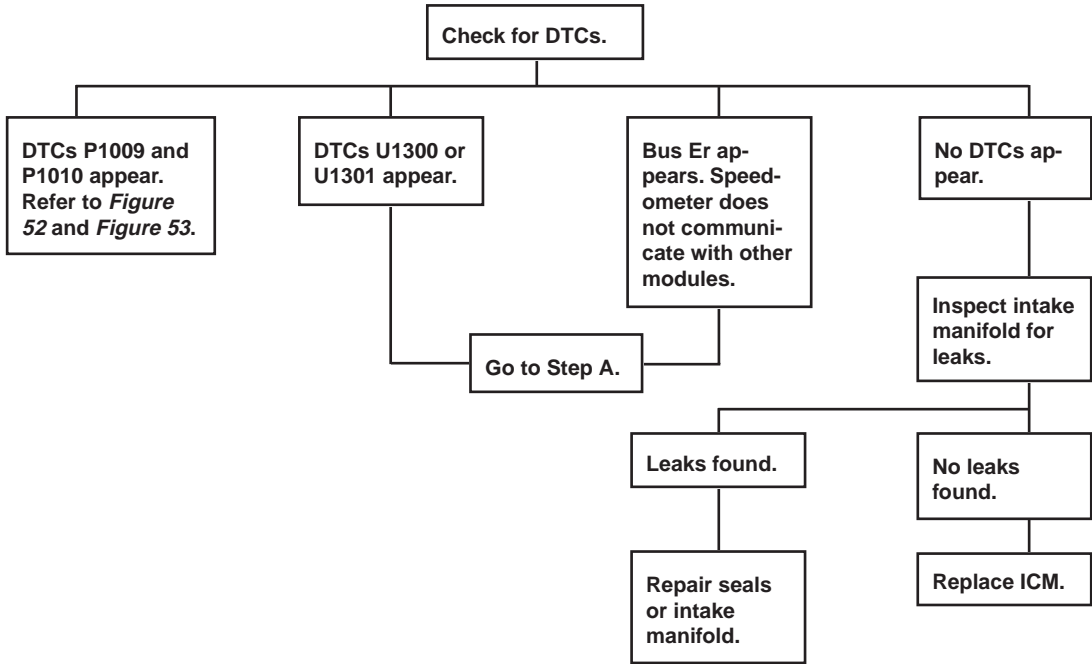 Check for DTCs.
DTCs P1009 and
P1010 appear.
Refer to Figure
52 and Figure 53.
DTCs U1300 or
U1301 appear.
Bus Er ap-
pears. Speed-
ometer does
not communi-
cate with other
modules.
No DTCs ap-
pear.
Go to Step A.
Inspect intake
manifold for
leaks.
Leaks found.
No leaks
found.
Repair seals
or intake
manifold.
Replace ICM.